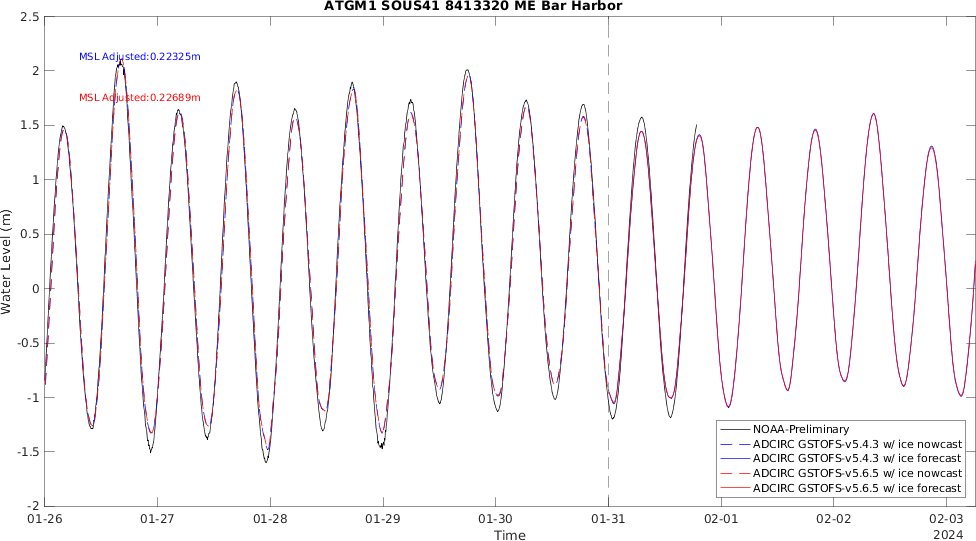 ATGM1 SOUS41 8413320 ME Bar Harbor
2.5
2
1.5
1
0.5
0
-0.5
-1
-1.5
-2
Water Level (m)
MSL Adjusted:0.22325m
MSL Adjusted:0.22689m
NOAA-Preliminary
ADCIRC GSTOFS-v5.4.3 w/ ice nowcast
ADCIRC GSTOFS-v5.4.3 w/ ice forecast
ADCIRC GSTOFS-v5.6.5 w/ ice nowcast
ADCIRC GSTOFS-v5.6.5 w/ ice forecast
01-26 01-27 01-28 01-29 01-30 01-31 02-01 02-02 02-03
Time
2024